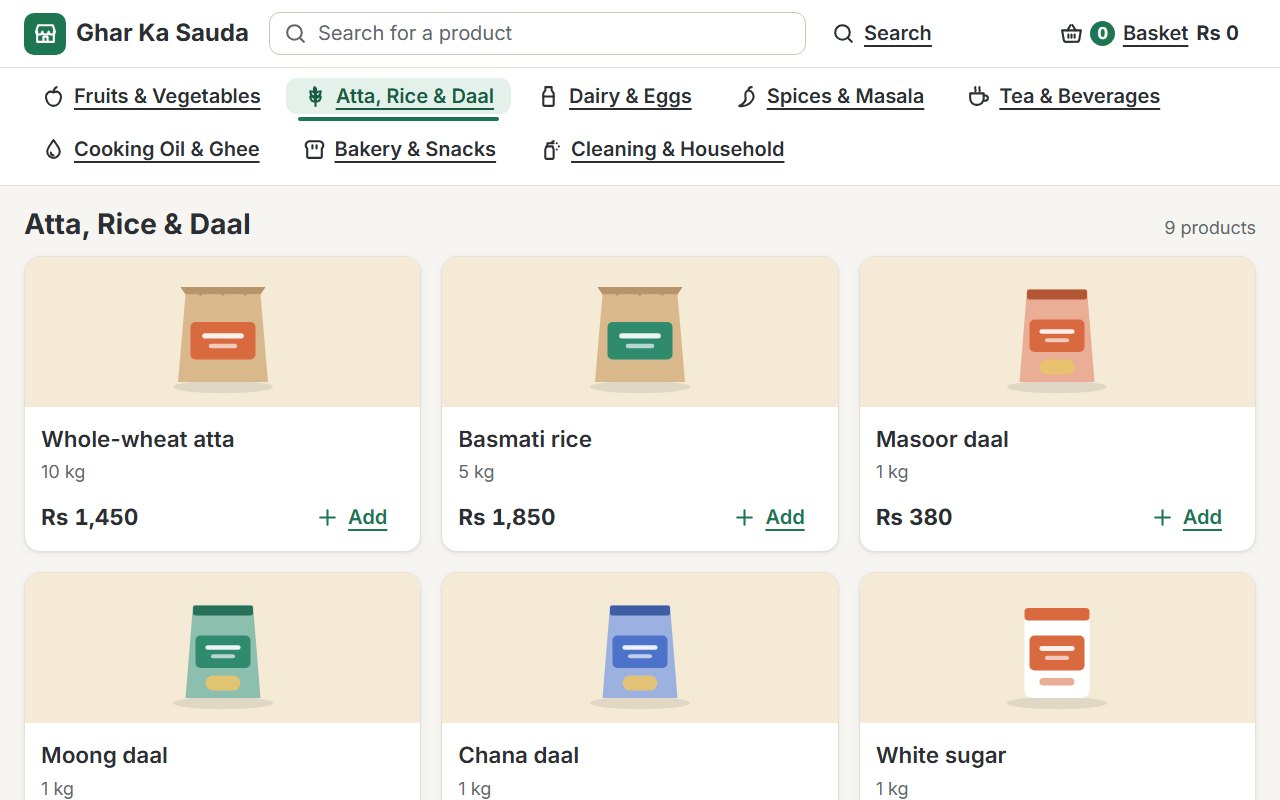 Ghar Ka Sauda
Search for a product
Search
0 Basket Rs 0
Fruits & Vegetables
Atta, Rice & Daal
Dairy & Eggs
Spices & Masala
Tea & Beverages
Cooking Oil & Ghee
Bakery & Snacks
Cleaning & Household
Atta, Rice & Daal
9 products
Whole-wheat atta
10 kg
Rs 1,450
Add
Basmati rice
5 kg
Rs 1,850
Add
Masoor daal
1 kg
Rs 380
Add
Moong daal
1 kg
Chana daal
1 kg
White sugar
1 kg